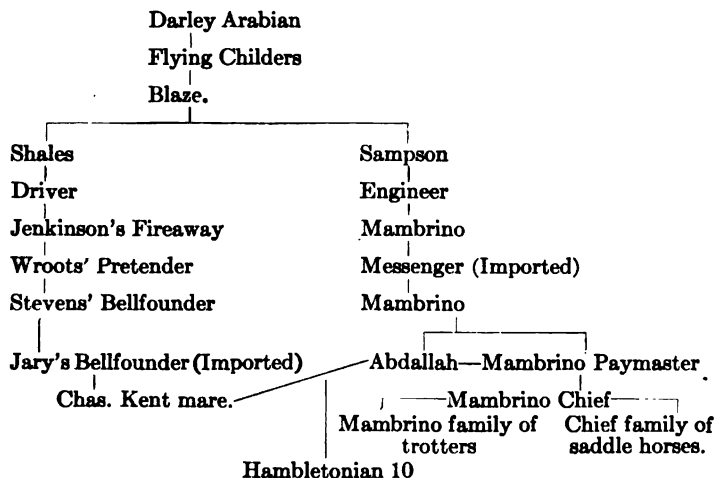 Darley Arabian
Flying Childers
Blaze.
Shales Sampson
Driver Engineer
Jenkinson's Fireaway Mambrino
Wroots' Pretender Messenger (Imported)
Stevens' Bellfounder Mambrino
Jary's Bellfounder (Imported) Abdallah—Mambrino Paymaster
Chas. Kent mare. Mambrino Chief
Mambrino family of Chief family of
trotters saddle horses.
Hambletonian 10